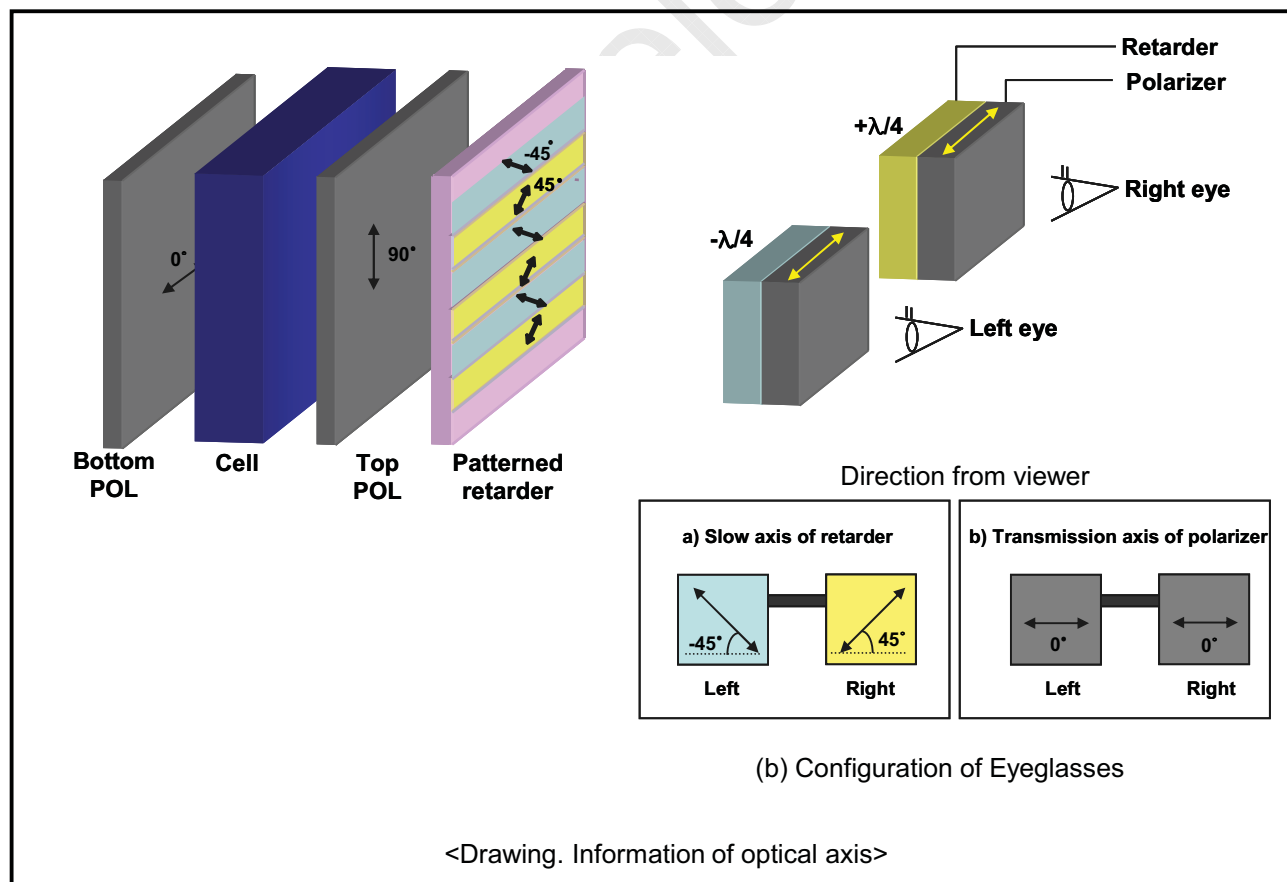 Retarder
Polarizer
+λ/4
-45°
45°
Right eye
0°
90°
-λ/4
Left eye
Bottom
POL
Cell
Top
POL
Patterned
retarder
Direction from viewer
a) Slow axis of retarder
-45°
45°
Left
Right
b) Transmission axis of polarizer
0°
0°
Left
Right
(b) Configuration of Eyeglasses
<Drawing. Information of optical axis>